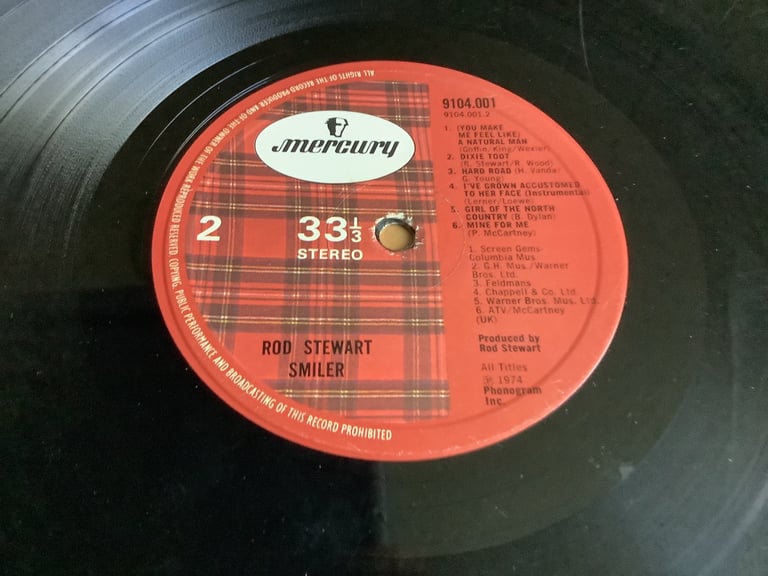 ALL RIGHTS OF THE RECORD PRODUCER AND OF THE OWNER OF THE WORK REPRODUCED RESERVED. COPYING, PUBLIC PERFORMANCE AND BROADCASTING OF THIS RECORD PROHIBITED
mercury
2
33⅓
STEREO
ROD STEWART
SMILER
9104.001
9104.001.2
1. (YOU MAKE
ME FEEL LIKE)
A NATURAL MAN
(Goffin/King/Wexler)
2. DIXIE TOOT
(R. Stewart/R. Wood)
3. HARD ROAD (H. Vanda/
G. Young)
4. I'VE GROWN ACCUSTOMED
TO HER FACE (Instrumental)
(Lerner/Loewe)
5. GIRL OF THE NORTH
COUNTRY (B. Dylan)
6. MINE FOR ME
(P. McCartney)
1. Screen Gems-
Columbia Mus.
2. G.H. Mus./Warner
Bros. Ltd.
3. Feldmans
4. Chappell & Co. Ltd.
5. Warner Bros. Mus. Ltd.
6. ATV/McCartney
(UK)
Produced by
Rod Stewart
All Titles
℗ 1974
Phonogram
Inc.